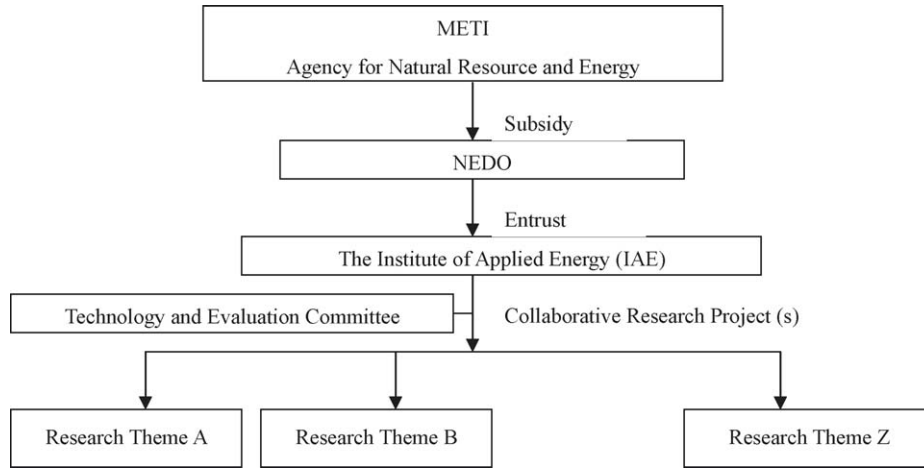 METI
Agency for Natural Resource and Energy
Subsidy
NEDO
Entrust
The Institute of Applied Energy (IAE)
Technology and Evaluation Committee
Collaborative Research Project (s)
Research Theme A
Research Theme B
Research Theme Z